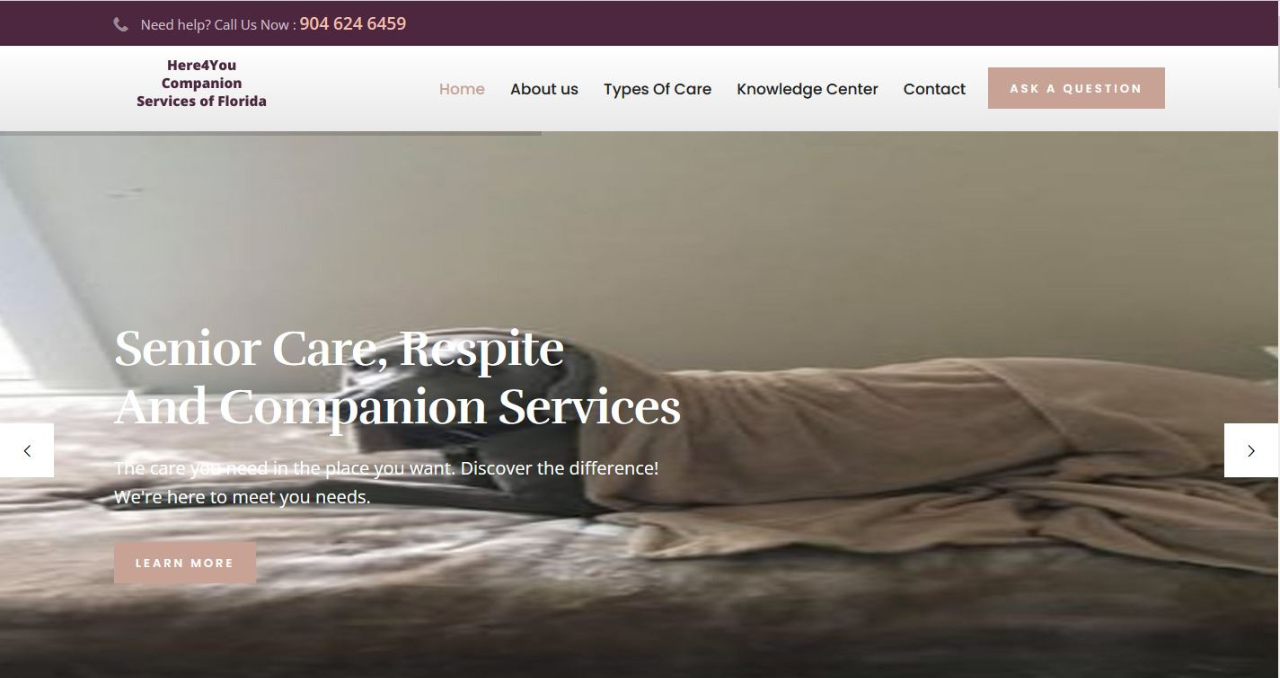 Need help? Call Us Now : 904 624 6459
Here4You
Companion
Services of Florida
Home About us Types Of Care Knowledge Center Contact ASK A QUESTION
Senior Care, Respite
And Companion Services
The care you need in the place you want. Discover the difference!
We're here to meet you needs.
LEARN MORE